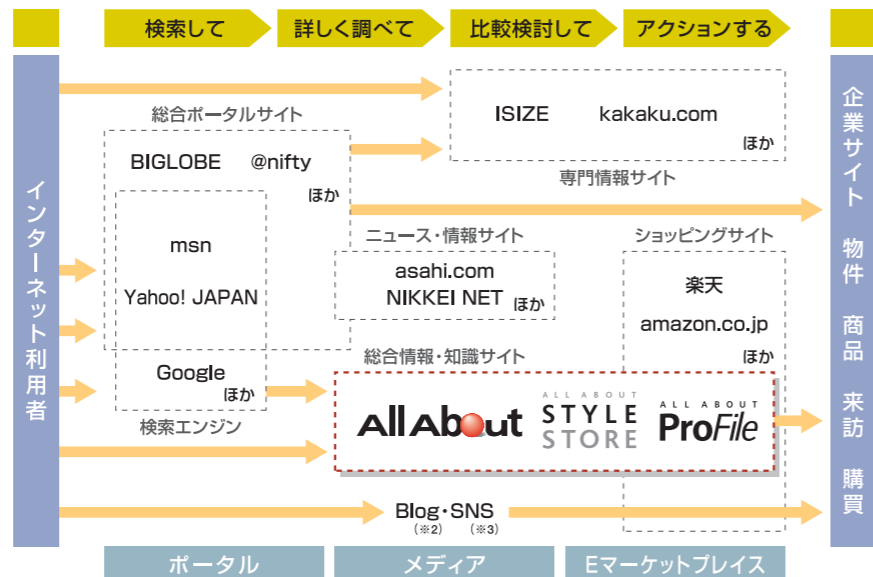 検索して
詳しく調べて
比較検討して
アクションする
インターネット利用者
総合ポータルサイト
BIGLOBE @nifty
ほか
msn
Yahoo! JAPAN
Google
ほか
検索エンジン
ISIZE kakaku.com
ほか
専門情報サイト
ニュース・情報サイト
asahi.com
NIKKEI NET ほか
ショッピングサイト
楽天
amazon.co.jp
ほか
総合情報・知識サイト
All About
ALL ABOUT
STYLE
STORE
ALL ABOUT
ProFile
Blog・SNS
(※2) (※3)
企業サイト 物件 商品 来訪 購買
ポータル
メディア
Eマーケットプレイス